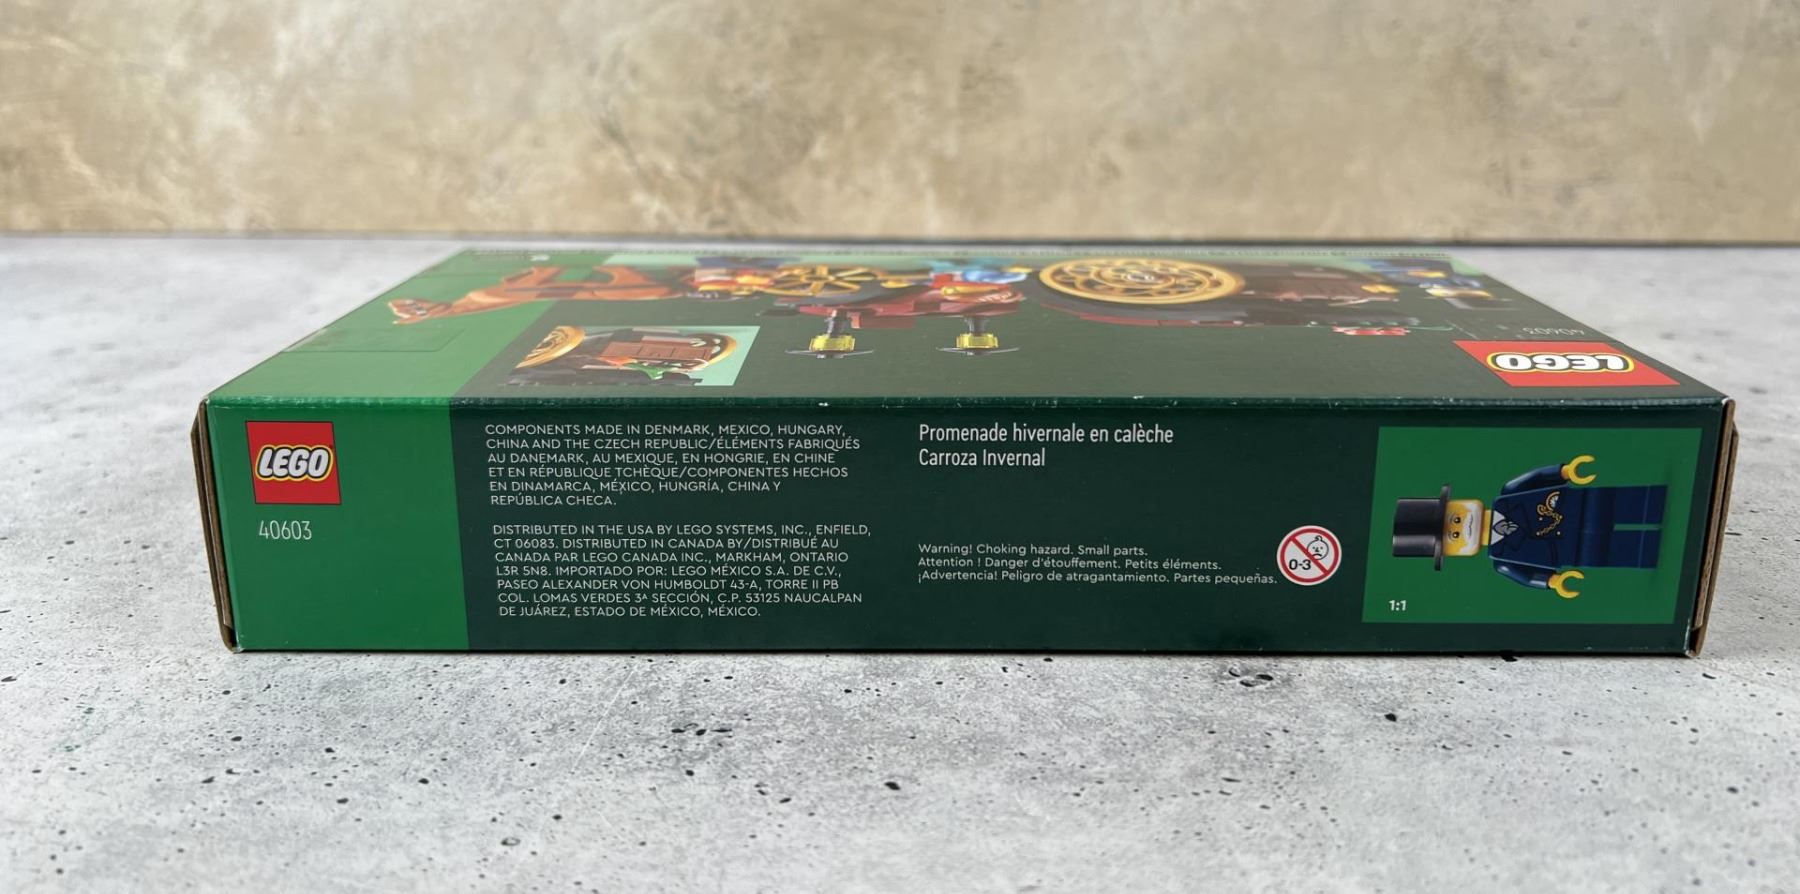 40603
LEGO
LEGO
40603
COMPONENTS MADE IN DENMARK, MEXICO, HUNGARY,
CHINA AND THE CZECH REPUBLIC/ÉLÉMENTS FABRIQUÉS
AU DANEMARK, AU MEXIQUE, EN HONGRIE, EN CHINE
ET EN RÉPUBLIQUE TCHÈQUE/COMPONENTES HECHOS
EN DINAMARCA, MÉXICO, HUNGRÍA, CHINA Y
REPÚBLICA CHECA.
DISTRIBUTED IN THE USA BY LEGO SYSTEMS, INC., ENFIELD,
CT 06083. DISTRIBUTED IN CANADA BY/DISTRIBUÉ AU
CANADA PAR LEGO CANADA INC., MARKHAM, ONTARIO
L3R 5N8. IMPORTADO POR: LEGO MÉXICO S.A. DE C.V.,
PASEO ALEXANDER VON HUMBOLDT 43-A, TORRE II PB
COL. LOMAS VERDES 3ᴬ SECCIÓN, C.P. 53125 NAUCALPAN
DE JUÁREZ, ESTADO DE MÉXICO, MÉXICO.
Promenade hivernale en calèche
Carroza Invernal
Warning! Choking hazard. Small parts.
Attention ! Danger d'étouffement. Petits éléments.
¡Advertencia! Peligro de atragantamiento. Partes pequeñas.
0-3
1:1